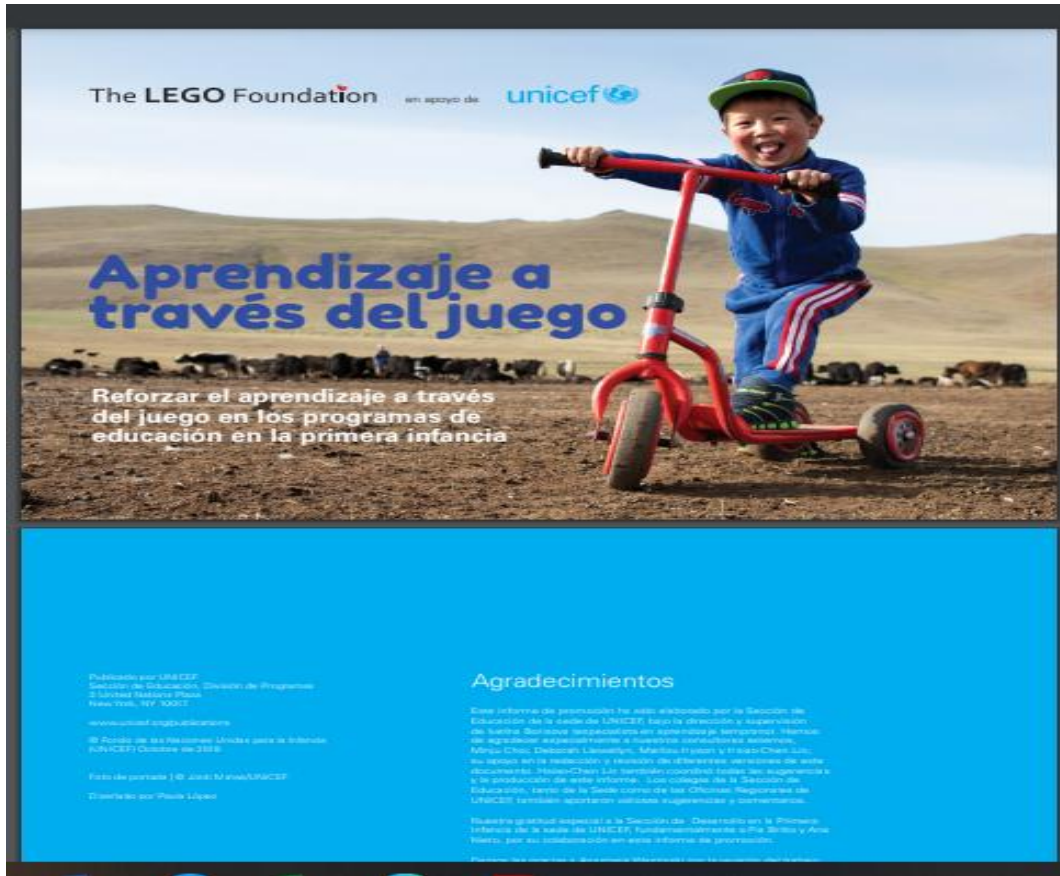 The LEGO Foundation en apoyo de unicef
Aprendizaje a
través del juego
Reforzar el aprendizaje a través
del juego en los programas de
educación en la primera infancia
Publicado por UNICEF
Sección de Educación, División de Programas
3 United Nations Plaza
New York, NY 10017
www.unicef.org/publications
© Fondo de las Naciones Unidas para la Infancia
(UNICEF) Octubre de 2018
Foto de portada | © UNICEF
Diseñado por Paula López
Agradecimientos
Este informe de promoción ha sido elaborado por la Sección de
Educación de la sede de UNICEF, bajo la dirección y supervisión
de Ivelina Borisova (especialista en aprendizaje temprano). Hemos
de agradecer especialmente a nuestros consultores externos,
Minju Choi, Deborah Llewellyn, Marilou Hyson y Hsiao-Chen Lin,
su apoyo en la redacción y revisión de diferentes versiones de este
documento. Hsiao-Chen Lin también coordinó todas las sugerencias
y la producción de este informe. Los colegas de la Sección de
Educación, tanto de la Sede como de las Oficinas Regionales de
UNICEF, también aportaron valiosas sugerencias y comentarios.
Nuestra gratitud especial a la Sección de Desarrollo en la Primera
Infancia de la sede de UNICEF, fundamentalmente a Pia Britto y Ana
Nieto, por su colaboración en este informe de promoción.